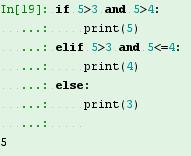 In[19]: if 5>3 and 5>4:
   ...:     print(5)
   ...: elif 5>3 and 5<=4:
   ...:     print(4)
   ...: else:
   ...:     print(3)
   ...:
5